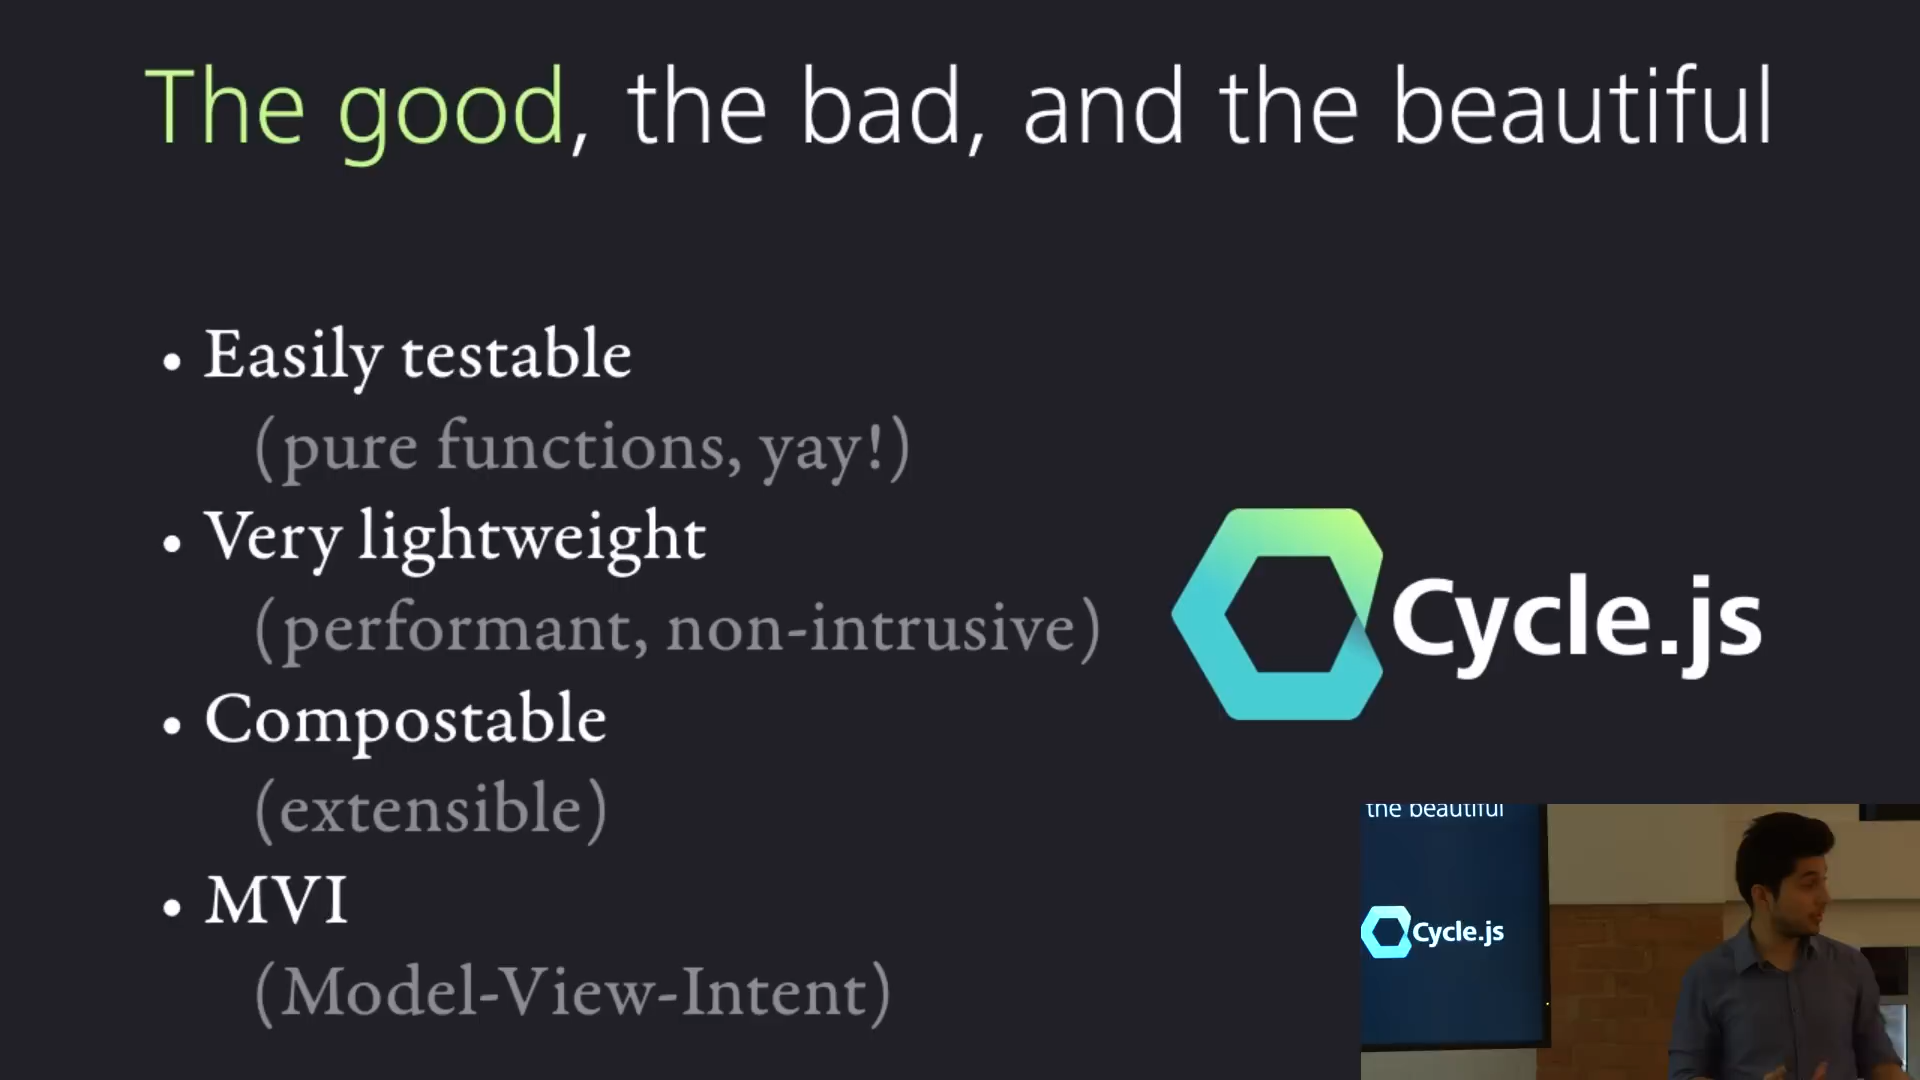 The good, the bad, and the beautiful
• Easily testable
(pure functions, yay!)
• Very lightweight
(performant, non-intrusive)
• Compostable
(extensible)
• MVI
(Model-View-Intent)
Cycle.js
the beautiful
Cycle.js